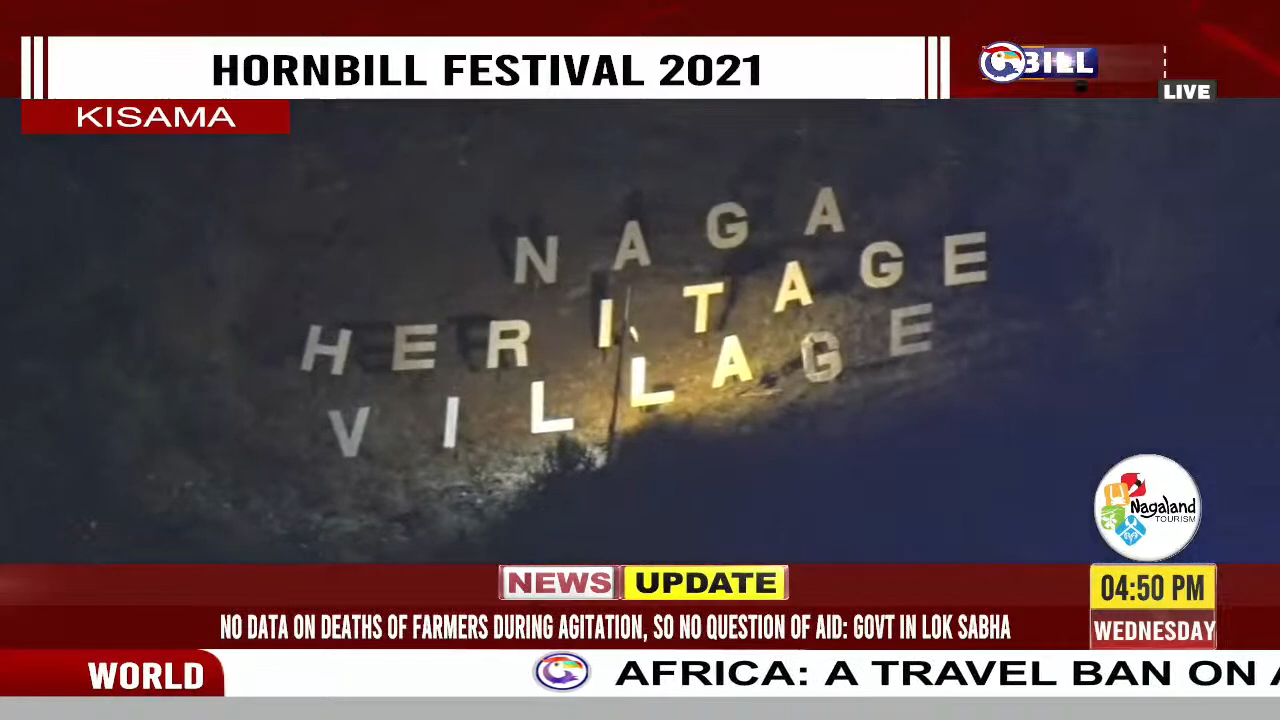 HORNBILL FESTIVAL 2021
BILL
LIVE
KISAMA
NAGA
HERITAGE
VILLAGE
Nagaland
TOURISM
NEWS UPDATE
04:50 PM
NO DATA ON DEATHS OF FARMERS DURING AGITATION, SO NO QUESTION OF AID: GOVT IN LOK SABHA
WEDNESDAY
WORLD
AFRICA: A TRAVEL BAN ON